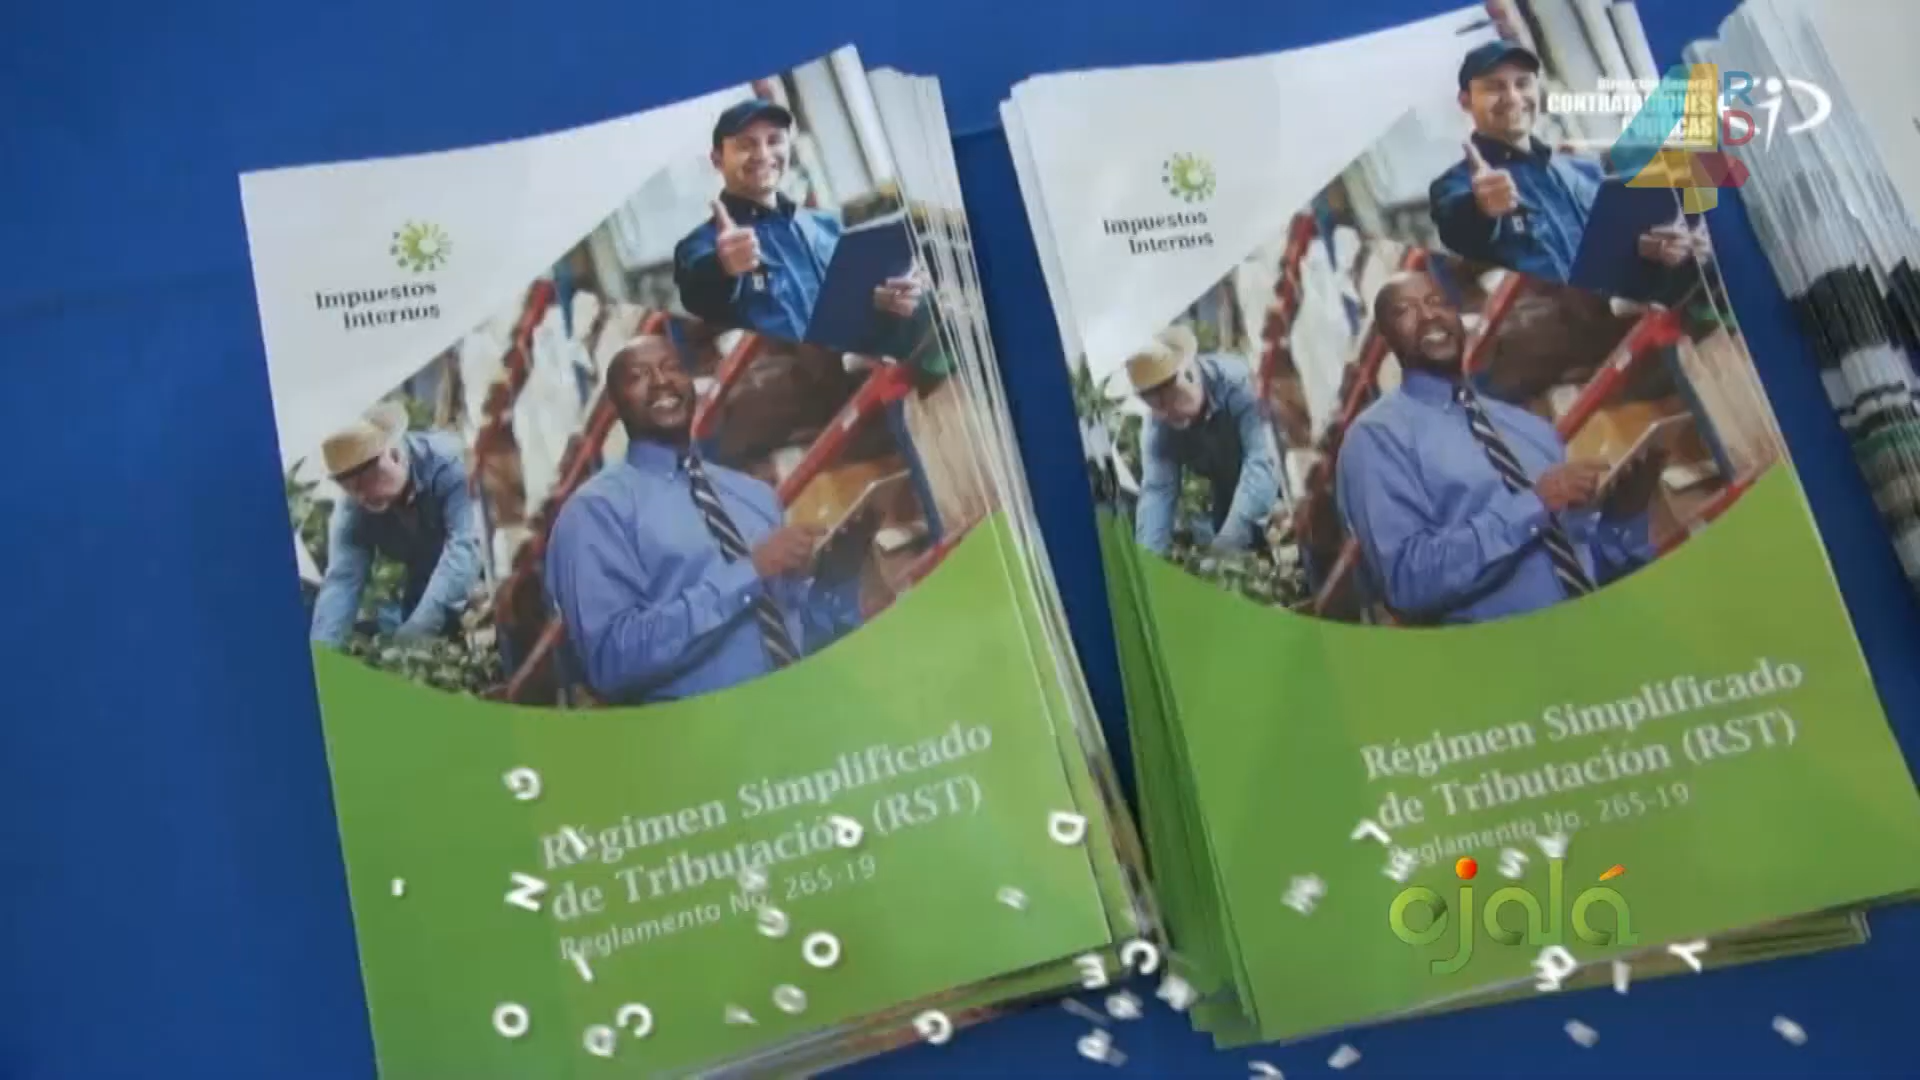 Impuestos
Internos
Régimen Simplificado
de Tributación (RST)
Reglamento No. 265-19
Impuestos
Internos
Régimen Simplificado
de Tributación (RST)
Reglamento No. 265-19
Dirección General
CONTRATACIONES
PÚBLICAS
4
RD
ojalá